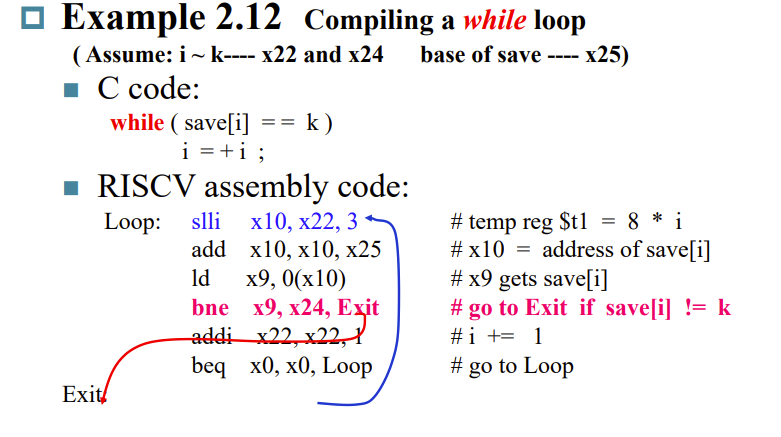 Example 2.12 Compiling a while loop
( Assume: i ~ k---- x22 and x24 base of save ---- x25)
C code:
while ( save[i] == k )
i =+i ;
RISCV assembly code:
Loop: slli x10, x22, 3 # temp reg $t1 = 8 * i
add x10, x10, x25 # x10 = address of save[i]
ld x9, 0(x10) # x9 gets save[i]
bne x9, x24, Exit # go to Exit if save[i] != k
addi x22, x22, 1 # i += 1
beq x0, x0, Loop # go to Loop
Exit: